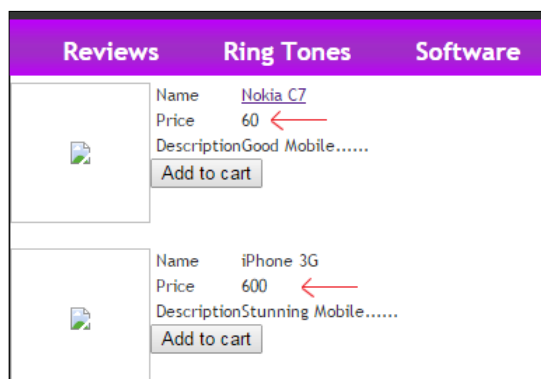 Reviews Ring Tones Software
Name Nokia C7
Price 60
DescriptionGood Mobile......
Add to cart
Name iPhone 3G
Price 600
DescriptionStunning Mobile......
Add to cart